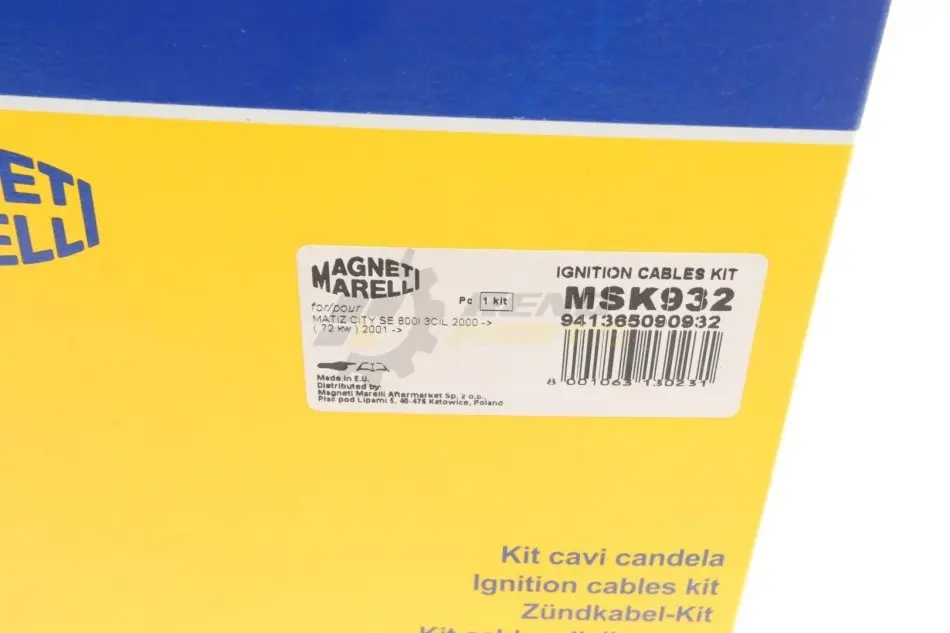 NETI
RELLI
MAGNETI
MARELLI
for/pour
MATIZ CITY SE 800I 3CIL 2000 ->
( 72 kw ) 2001 ->
Made in E.U.
Distributed by:
Magneti Marelli Aftermarket Sp. z o.o.,
Plac pod Lipami 5, 40-476 Katowice, Poland
Pc 1 kit
IGNITION CABLES KIT
MSK932
941365090932
8 001063 130231
Kit cavi candela
Ignition cables kit
Zündkabel-Kit